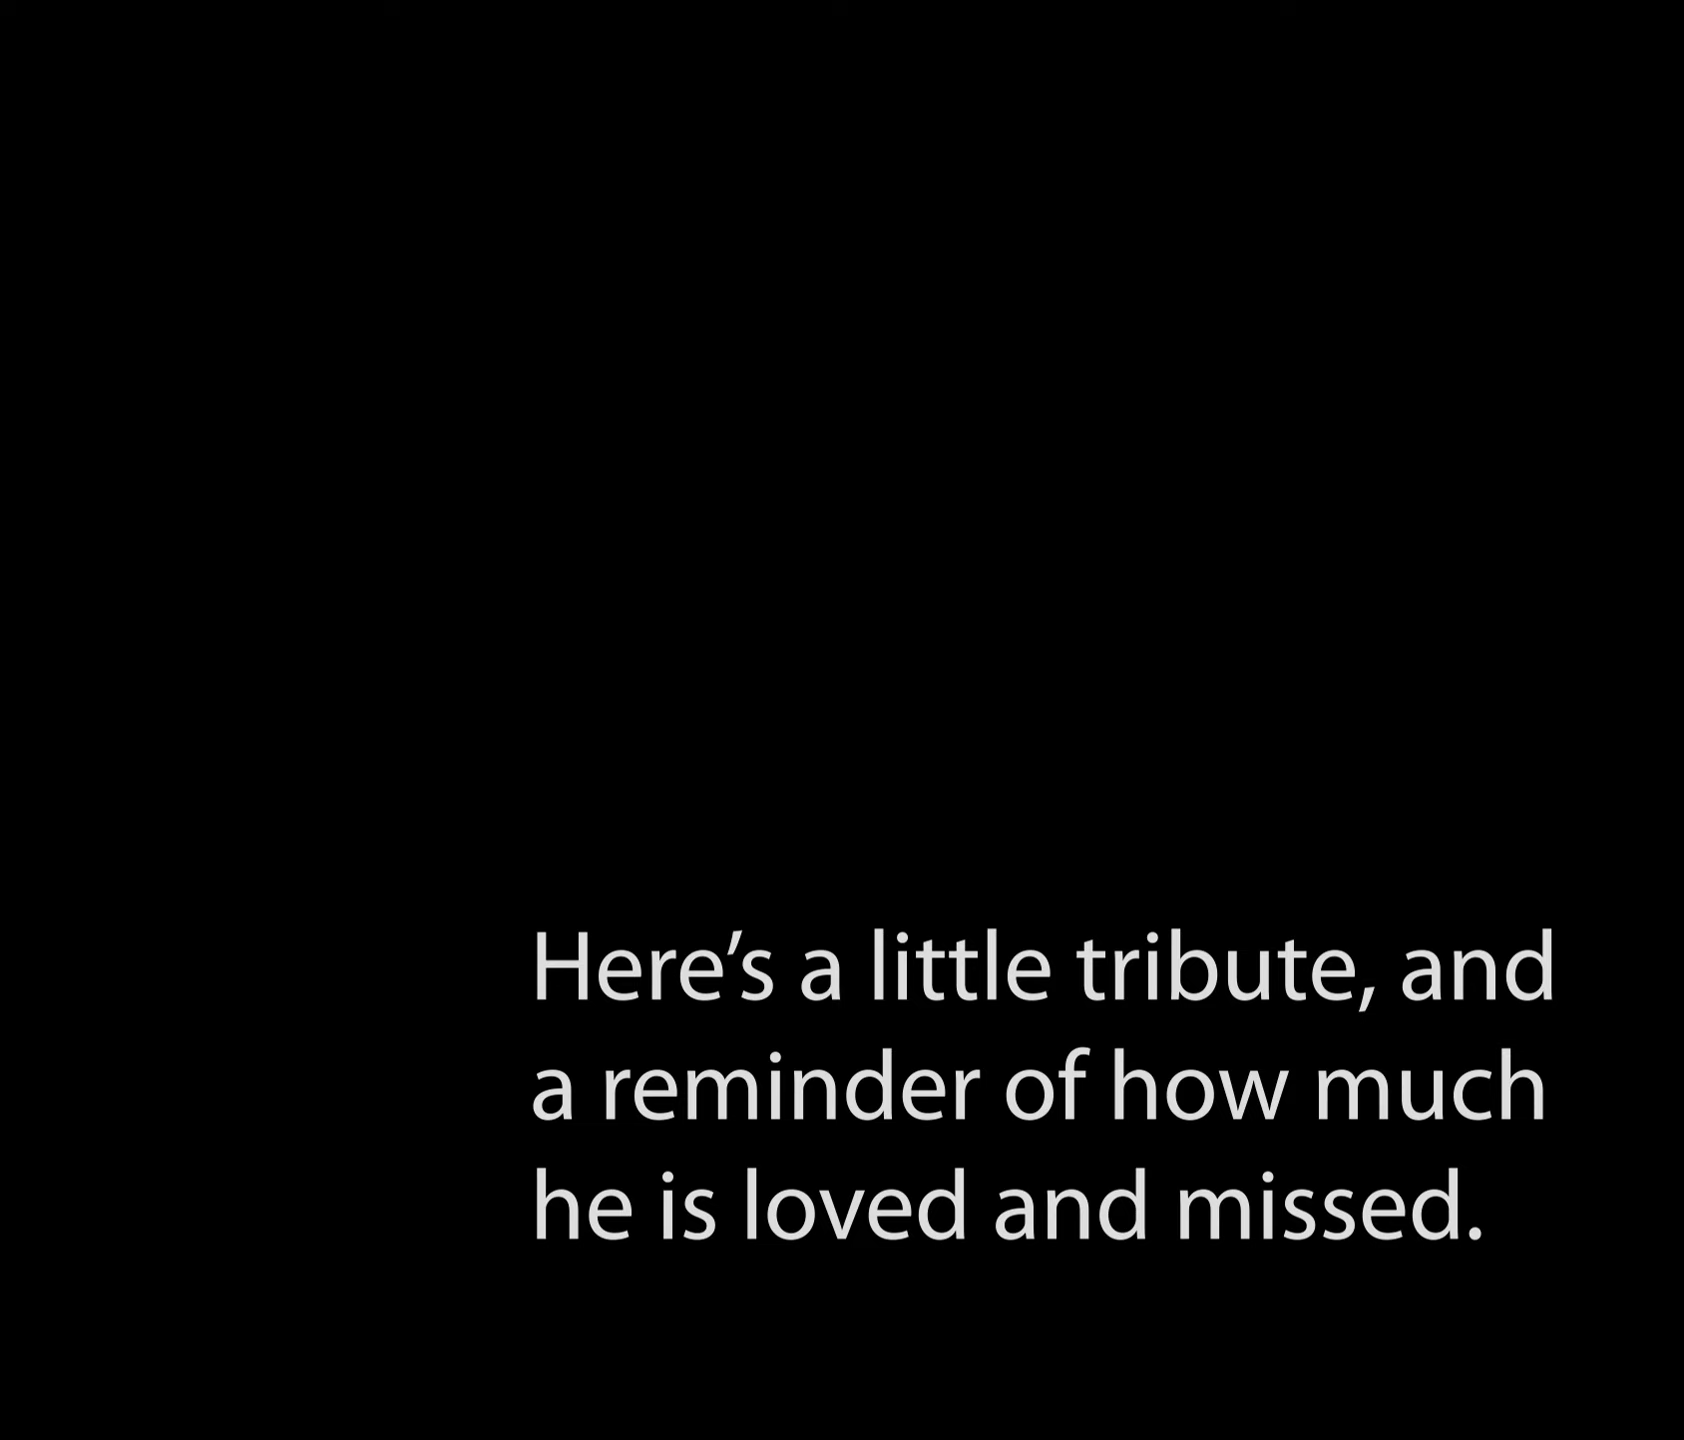 Here’s a little tribute, and
a reminder of how much
he is loved and missed.